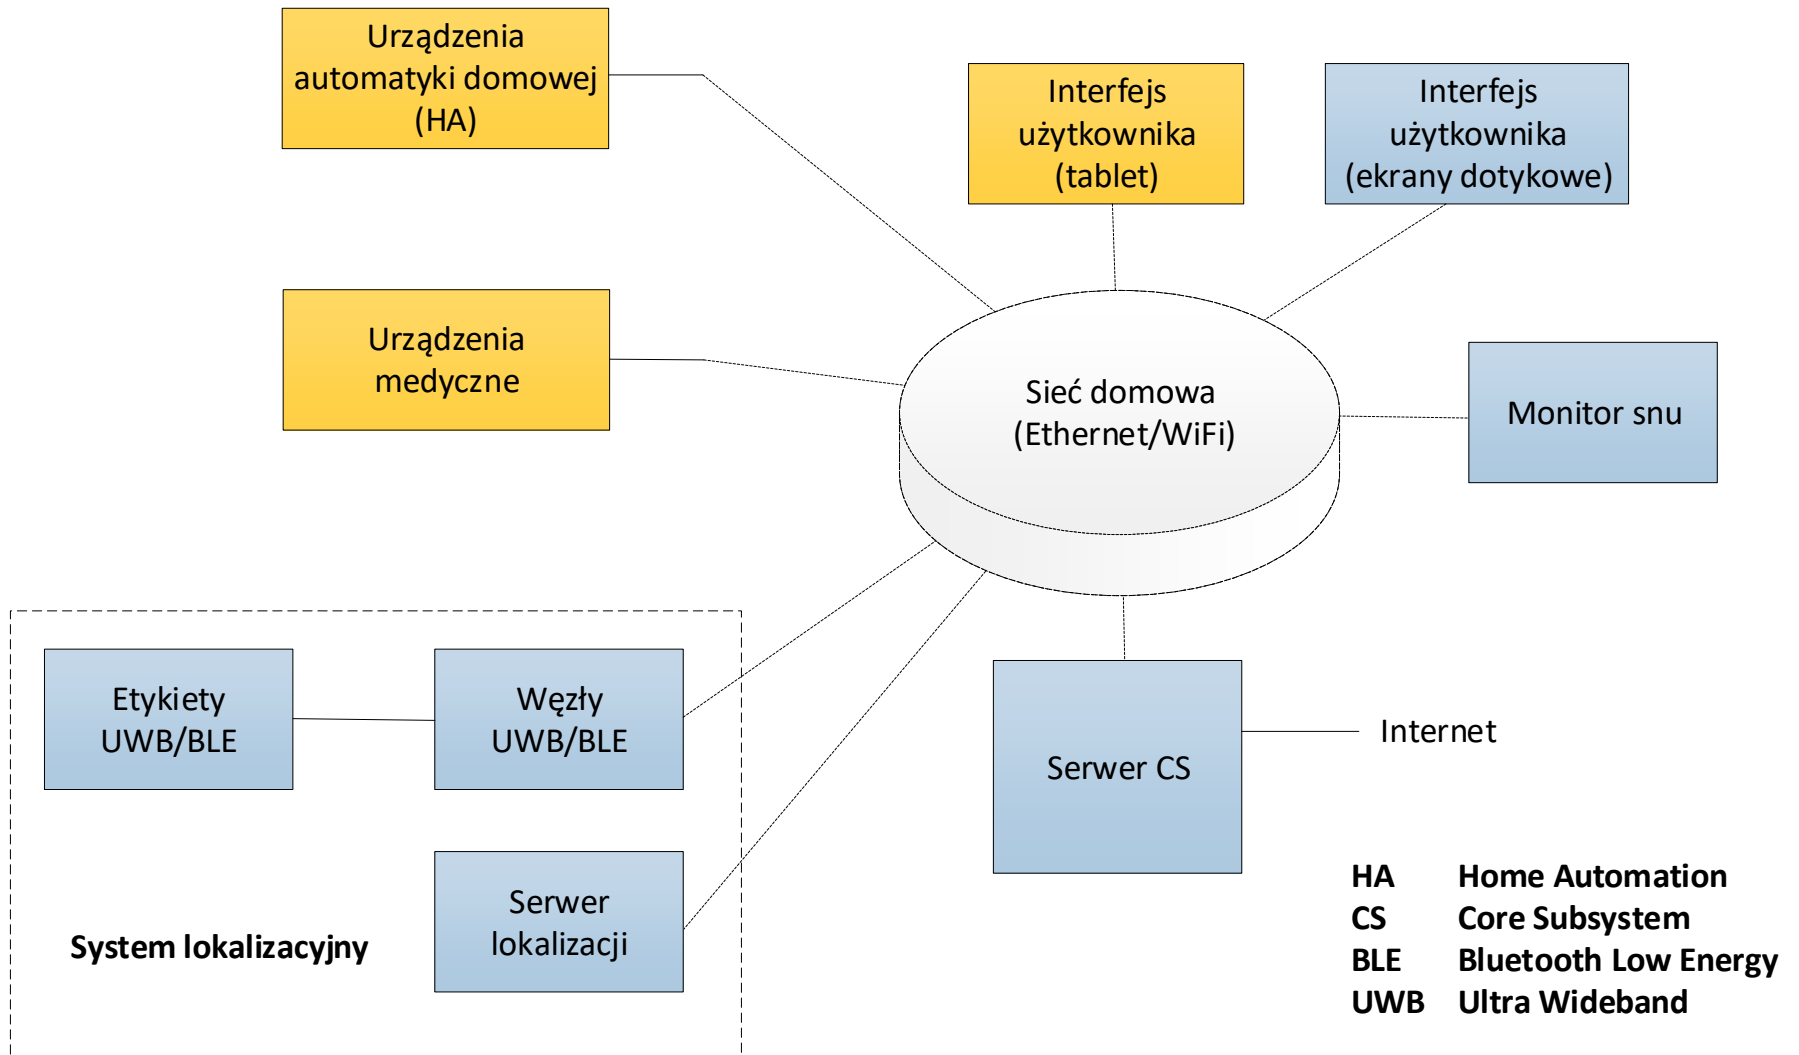 Urządzenia
automatyki domowej
(HA)
Interfejs
użytkownika
(tablet)
Interfejs
użytkownika
(ekrany dotykowe)
Urządzenia
medyczne
Sieć domowa
(Ethernet/WiFi)
Monitor snu
Etykiety
UWB/BLE
Węzły
UWB/BLE
Serwer CS
Internet
Serwer
lokalizacji
System lokalizacyjny
HA Home Automation
CS Core Subsystem
BLE Bluetooth Low Energy
UWB Ultra Wideband